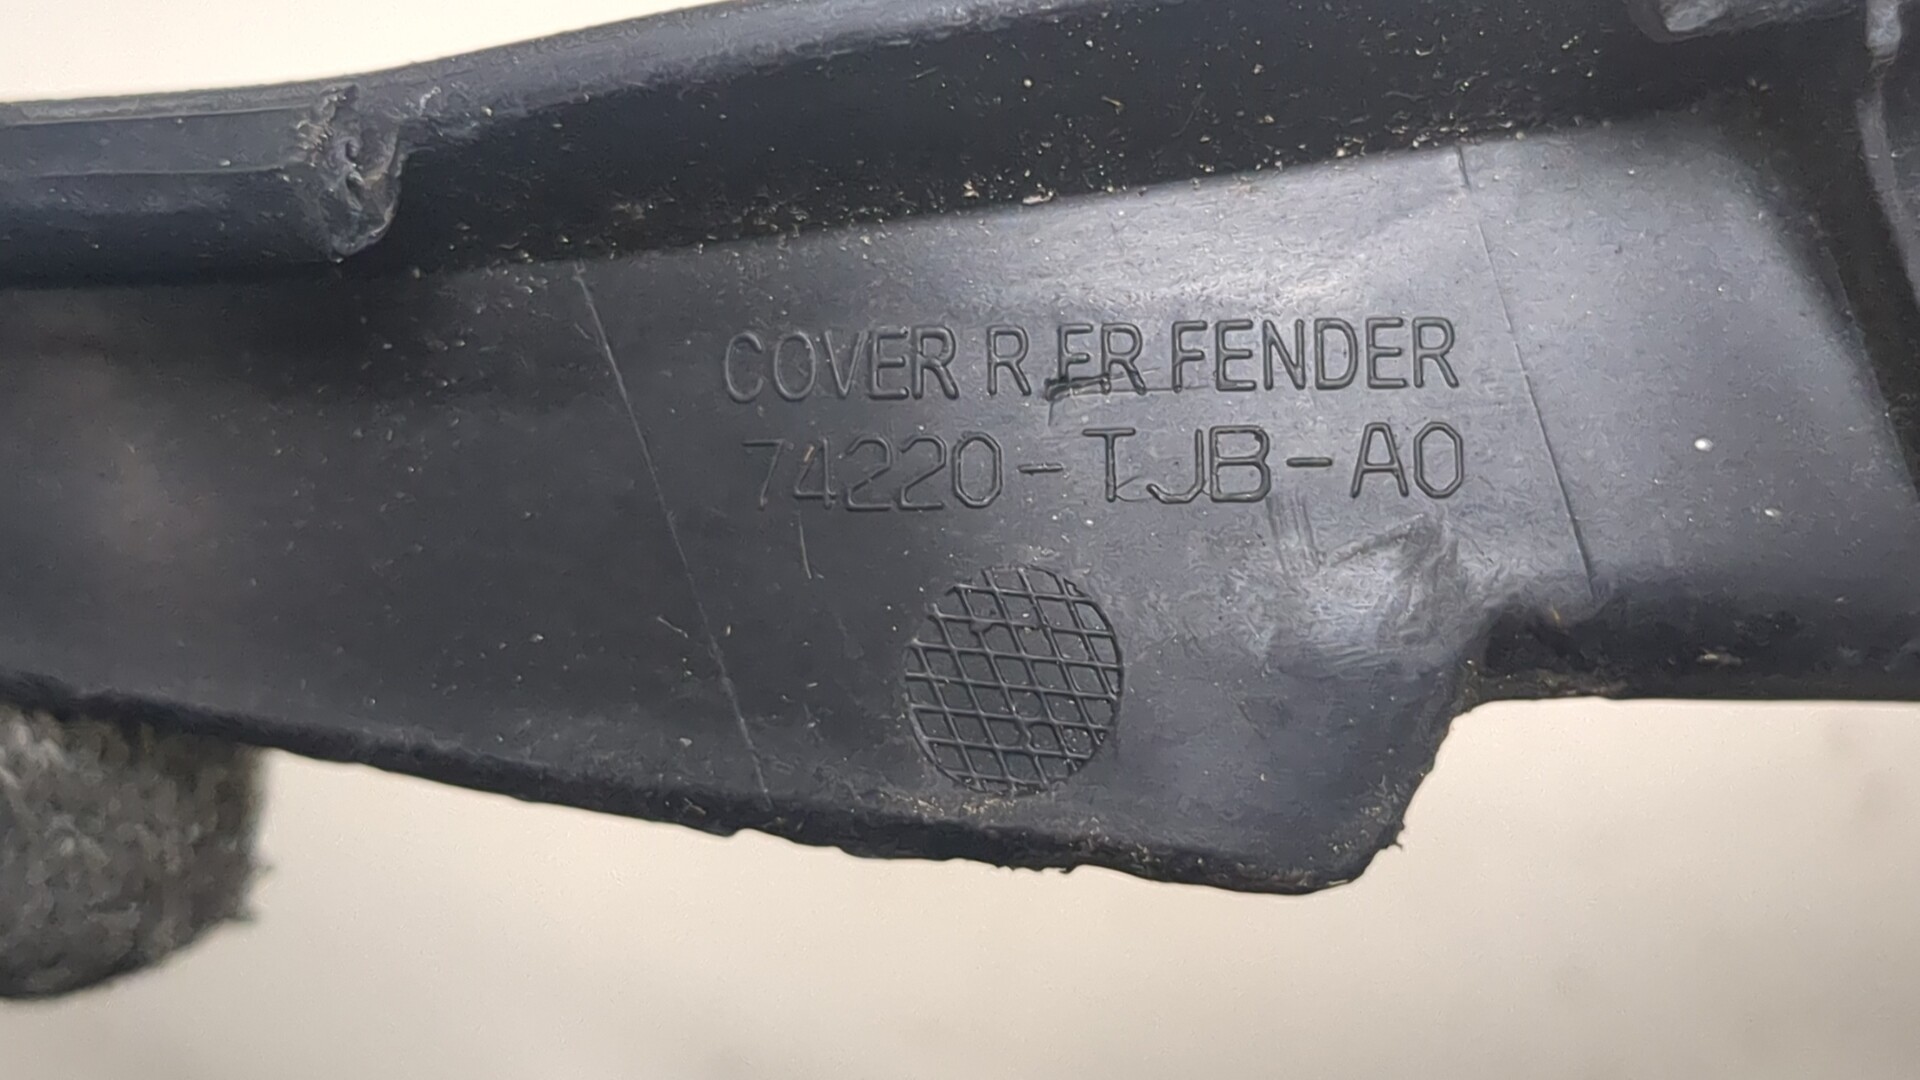 COVER R FR FENDER
74220-TJB-A0